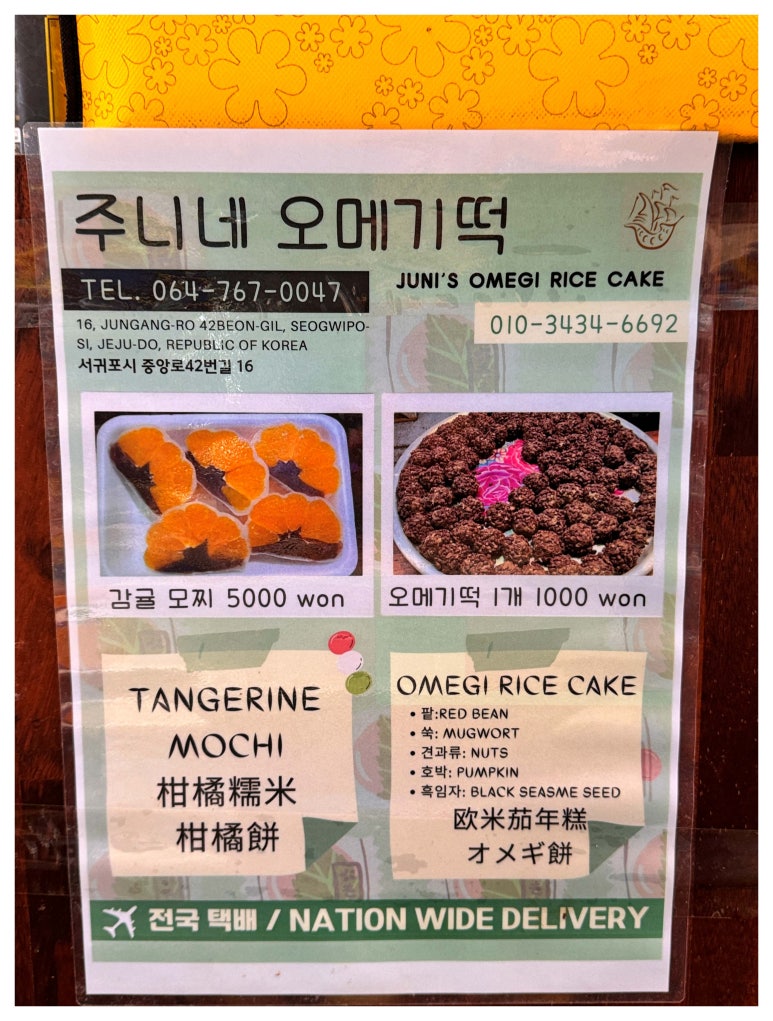 주니네 오메기떡
TEL. 064-767-0047
JUNI'S OMEGI RICE CAKE
010-3434-6692
16, JUNGANG-RO 42BEON-GIL, SEOGWIPO-
SI, JEJU-DO, REPUBLIC OF KOREA
서귀포시 중앙로42번길 16
감귤 모찌 5000 won
오메기떡 1개 1000 won
TANGERINE
MOCHI
柑橘糯米
柑橘餅
OMEGI RICE CAKE
• 팥:RED BEAN
• 쑥: MUGWORT
• 견과류: NUTS
• 호박: PUMPKIN
• 흑임자: BLACK SEASME SEED
欧米茄年糕
オメギ餅
전국 택배 / NATION WIDE DELIVERY